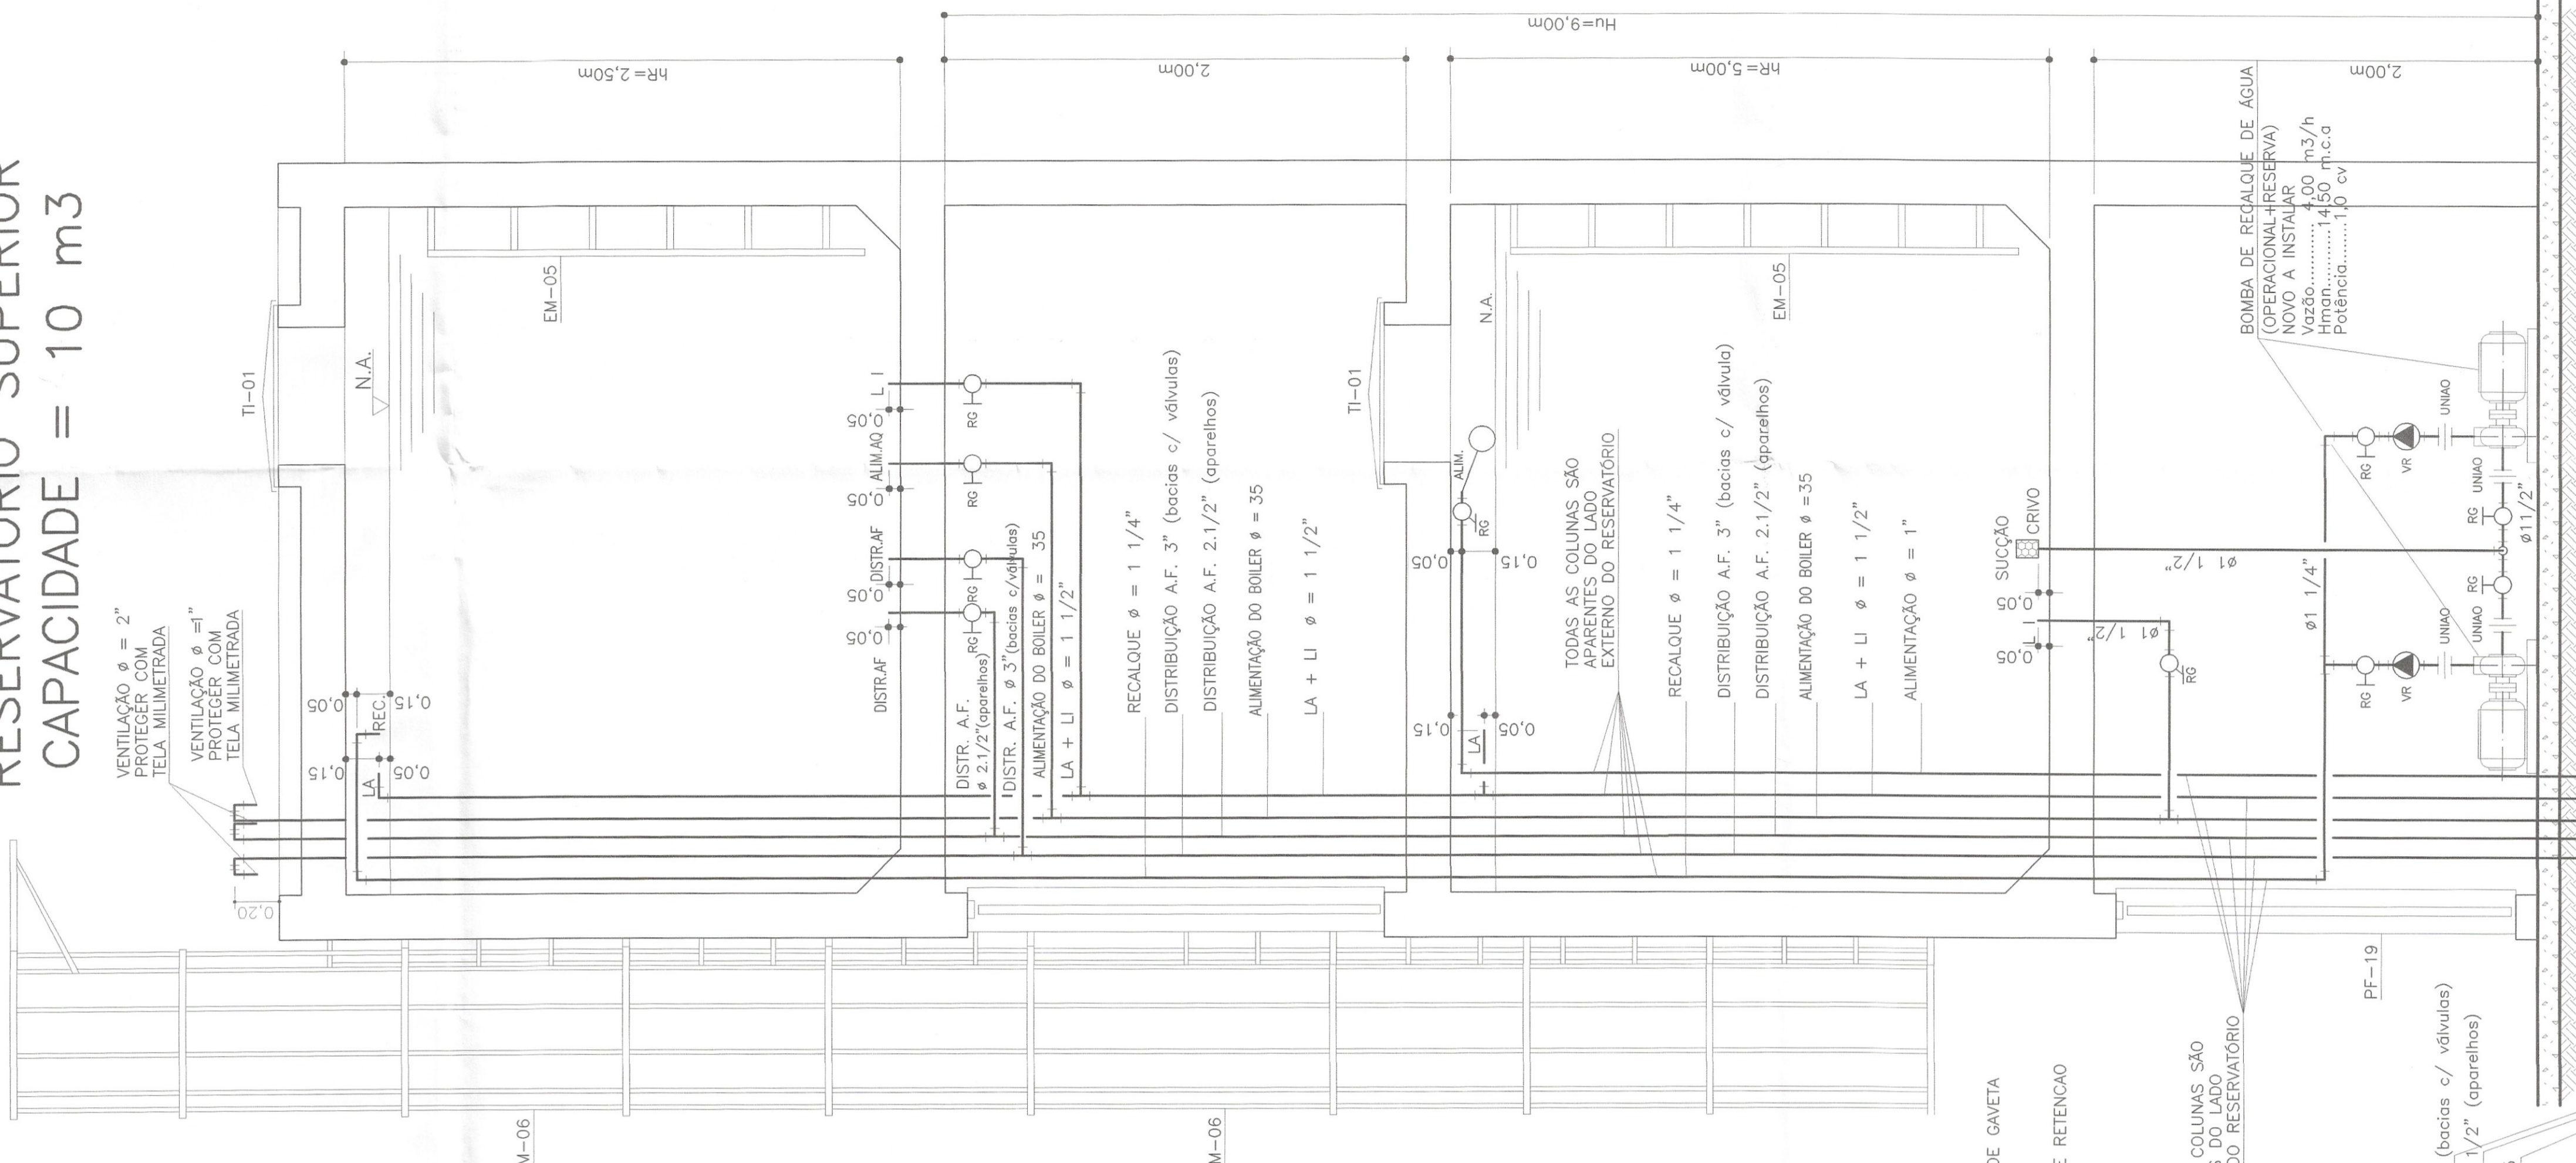 RESERVATÓRIO SUPERIOR
CAPACIDADE = 10 m3
VENTILAÇÃO ø = 2"
PROTEGER COM
TELA MILIMETRADA
VENTILAÇÃO ø =1"
PROTEGER COM
TELA MILIMETRADA
0,20
TI-01
N.A.
0,05
0,15
REC.
0,15
0,05
LA
EM-05
hR=2,50m
Hu=9,00m
L I
0,05
ALIM.AQ
0,05
DISTR.AF
0,05
DISTR.AF
0,05
RG
RG
RG
RG
DISTR. A.F.
ø 2.1/2"(aparelhos)
DISTR. A.F. ø 3"(bacias c/válvulas)
ALIMENTAÇÃO DO BOILER ø = 35
LA + LI ø = 1 1/2"
2,00m
RECALQUE ø = 1 1/4"
DISTRIBUIÇÃO A.F. 3" (bacias c/ válvulas)
DISTRIBUIÇÃO A.F. 2.1/2" (aparelhos)
ALIMENTAÇÃO DO BOILER ø = 35
LA + LI ø = 1 1/2"
TI-01
N.A.
ALIM.
RG
0,05
0,15
0,15
0,05
LA
hR=5,00m
EM-05
TODAS AS COLUNAS SÃO
APARENTES DO LADO
EXTERNO DO RESERVATÓRIO
RECALQUE ø = 1 1/4"
DISTRIBUIÇÃO A.F. 3" (bacias c/ válvula)
DISTRIBUIÇÃO A.F. 2.1/2" (aparelhos)
ALIMENTAÇÃO DO BOILER ø =35
LA + LI ø = 1 1/2"
ALIMENTAÇÃO ø = 1"
SUCÇÃO
CRIVO
0,05
L I
0,05
ø1 1/2"
ø1 1/2"
RG
2,00m
BOMBA DE RECALQUE DE ÁGUA
(OPERACIONAL+RESERVA)
NOVO A INSTALAR
Vazão............ 4,00 m3/h
Hman............14,50 m.c.a
Potência.........1,0 cv
ø1 1/4"
RG
VR
UNIAO
UNIAO
RG
ø11/2"
RG
UNIAO
UNIAO
RG
VR
PF-19
M-06
M-06
DE GAVETA
E RETENCAO
COLUNAS SÃO
S DO LADO
DO RESERVATÓRIO
(bacias c/ válvulas)
1/2" (aparelhos)